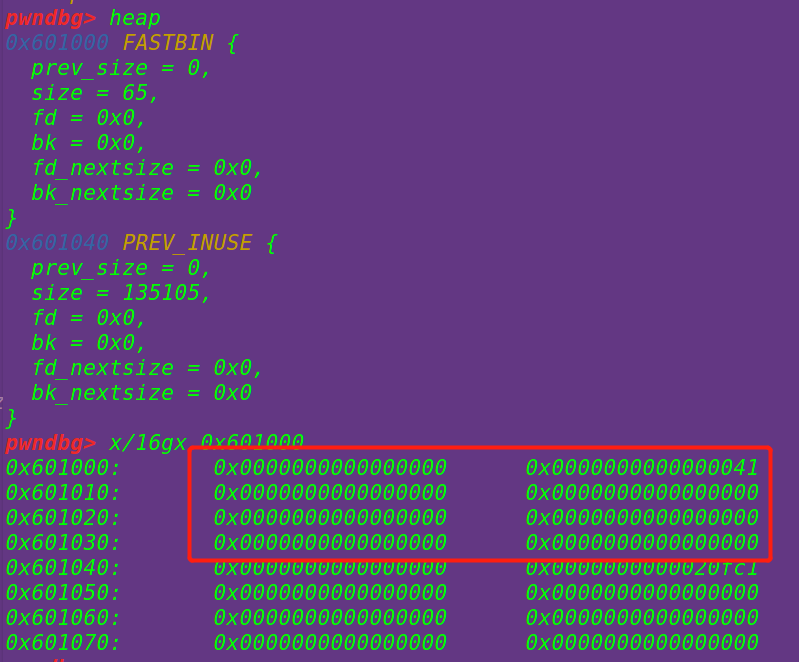 pwndbg> heap
0x601000 FASTBIN {
  prev_size = 0,
  size = 65,
  fd = 0x0,
  bk = 0x0,
  fd_nextsize = 0x0,
  bk_nextsize = 0x0
}
0x601040 PREV_INUSE {
  prev_size = 0,
  size = 135105,
  fd = 0x0,
  bk = 0x0,
  fd_nextsize = 0x0,
  bk_nextsize = 0x0
}
pwndbg> x/16gx 0x601000
0x601000:	0x0000000000000000	0x0000000000000041
0x601010:	0x0000000000000000	0x0000000000000000
0x601020:	0x0000000000000000	0x0000000000000000
0x601030:	0x0000000000000000	0x0000000000000000
0x601040:	0x0000000000000000	0x0000000000020fc1
0x601050:	0x0000000000000000	0x0000000000000000
0x601060:	0x0000000000000000	0x0000000000000000
0x601070:	0x0000000000000000	0x0000000000000000